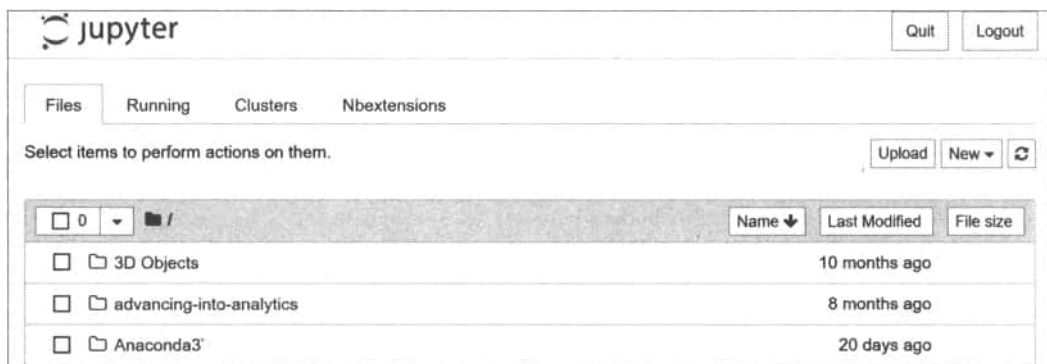 jupyter
Quit Logout
Files Running Clusters Nbextensions
Select items to perform actions on them.
Upload New
0 / Name Last Modified File size
3D Objects 10 months ago
advancing-into-analytics 8 months ago
Anaconda3 20 days ago